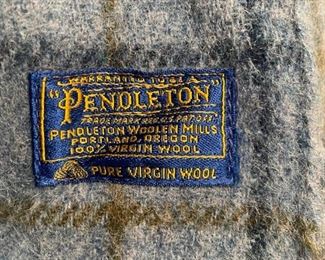 WARRANTED TO BE A
"PENDLETON"
TRADE MARK REG. U.S. PAT. OFF.
PENDLETON WOOLEN MILLS
PORTLAND, OREGON
100% VIRGIN WOOL
PURE VIRGIN WOOL